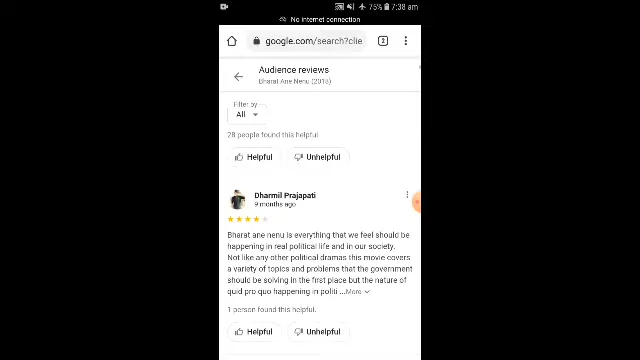 75% 7:38 am
No internet connection
google.com/search?clie
2
Audience reviews
Bharat Ane Nenu (2018)
Filter by
All
28 people found this helpful.
Helpful Unhelpful
Dharmil Prajapati
9 months ago
Bharat ane nenu is everything that we feel should be
happening in real political life and in our society.
Not like any other political dramas this movie covers
a variety of topics and problems that the government
should be solving in the first place but the nature of
quid pro quo happening in politi ...More
1 person found this helpful.
Helpful Unhelpful